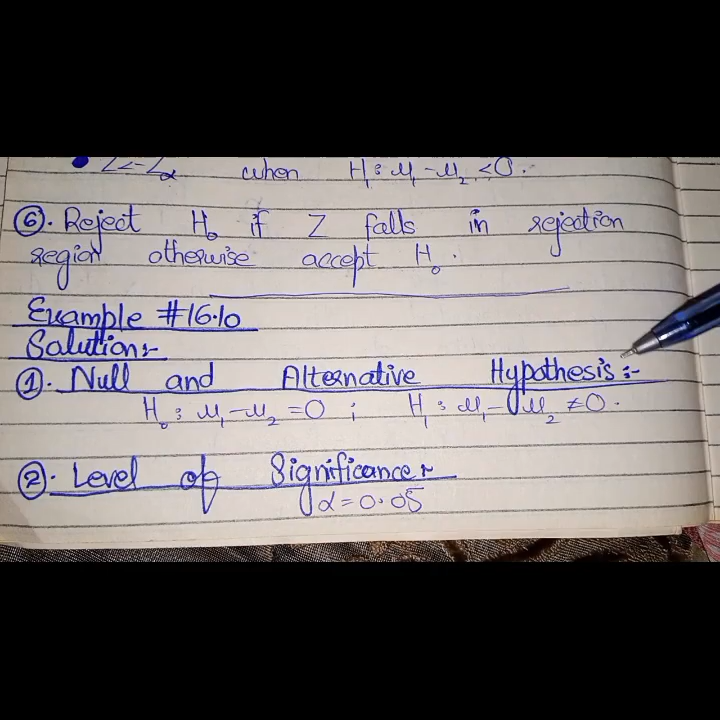 • Z<-Zα when H₁: μ₁-μ₂ <0.
⑥. Reject H₀ if Z falls in rejection
region otherwise accept H₀.
Example #16.10
Solution:-
①. Null and Alternative Hypothesis:-
H₀: μ₁-μ₂ =0 ; H₁: μ₁-μ₂ ≠0.
②. Level of Significance:-
α=0.05